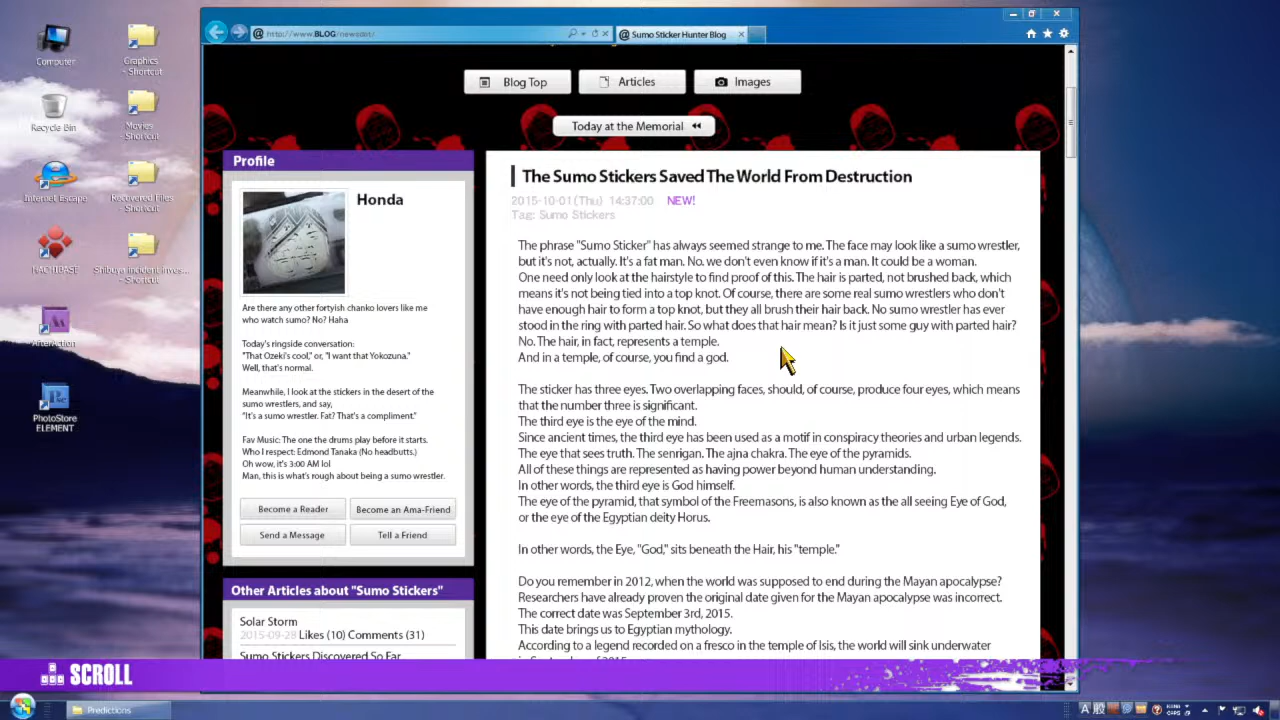 Computer
Graphics
- Shortcut
Recycle Bin
Movies
- Shortcut
Internet Escape
Recovered Files
- Shortcut
Shibuya Incident Inves...
- Shortcut
AfterAction
PhotoStore
ELEMENT
http://www.BLOG/newsdot/
Sumo Sticker Hunter Blog
Blog Top
Articles
Images
Today at the Memorial
Profile
Honda
Are there any other fortyish chanko lovers like me
who watch sumo? No? Haha
Today's ringside conversation:
"That Ozeki's cool," or, "I want that Yokozuna."
Well, that's normal.
Meanwhile, I look at the stickers in the desert of the
sumo wrestlers, and say,
"It's a sumo wrestler. Fat? That's a compliment."
Fav Music: The one the drums play before it starts.
Who I respect: Edmond Tanaka (No headbutts.)
Oh wow, it's 3:00 AM lol
Man, this is what's rough about being a sumo wrestler.
Become a Reader
Become an Ama-Friend
Send a Message
Tell a Friend
Other Articles about "Sumo Stickers"
Solar Storm
2015-09-28 Likes (10) Comments (31)
Sumo Stickers Discovered So Far
The Sumo Stickers Saved The World From Destruction
2015-10-01(Thu) 14:37:00 NEW!
Tag: Sumo Stickers
The phrase "Sumo Sticker" has always seemed strange to me. The face may look like a sumo wrestler,
but it's not, actually. It's a fat man. No. we don't even know if it's a man. It could be a woman.
One need only look at the hairstyle to find proof of this. The hair is parted, not brushed back, which
means it's not being tied into a top knot. Of course, there are some real sumo wrestlers who don't
have enough hair to form a top knot, but they all brush their hair back. No sumo wrestler has ever
stood in the ring with parted hair. So what does that hair mean? Is it just some guy with parted hair?
No. The hair, in fact, represents a temple.
And in a temple, of course, you find a god.
The sticker has three eyes. Two overlapping faces, should, of course, produce four eyes, which means
that the number three is significant.
The third eye is the eye of the mind.
Since ancient times, the third eye has been used as a motif in conspiracy theories and urban legends.
The eye that sees truth. The senrigan. The ajna chakra. The eye of the pyramids.
All of these things are represented as having power beyond human understanding.
In other words, the third eye is God himself.
The eye of the pyramid, that symbol of the Freemasons, is also known as the all seeing Eye of God,
or the eye of the Egyptian deity Horus.
In other words, the Eye, "God," sits beneath the Hair, his "temple."
Do you remember in 2012, when the world was supposed to end during the Mayan apocalypse?
Researchers have already proven the original date given for the Mayan apocalypse was incorrect.
The correct date was September 3rd, 2015.
This date brings us to Egyptian mythology.
According to a legend recorded on a fresco in the temple of Isis, the world will sink underwater
SCROLL
Predictions
A 般
KANA
CAPS